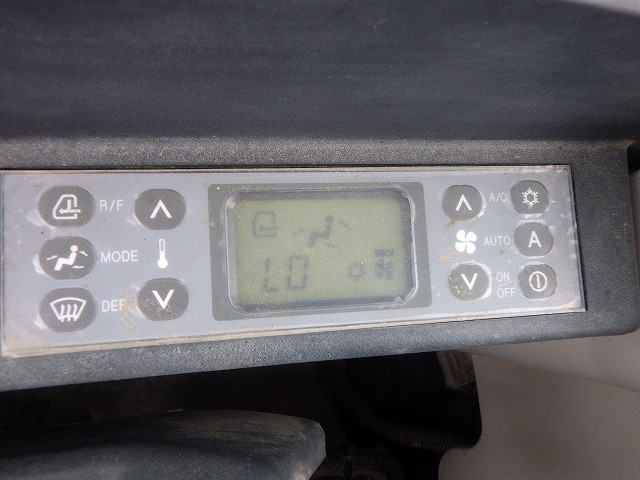 R/F
MODE
DEF
LO
A/C
AUTO A
ON
OFF